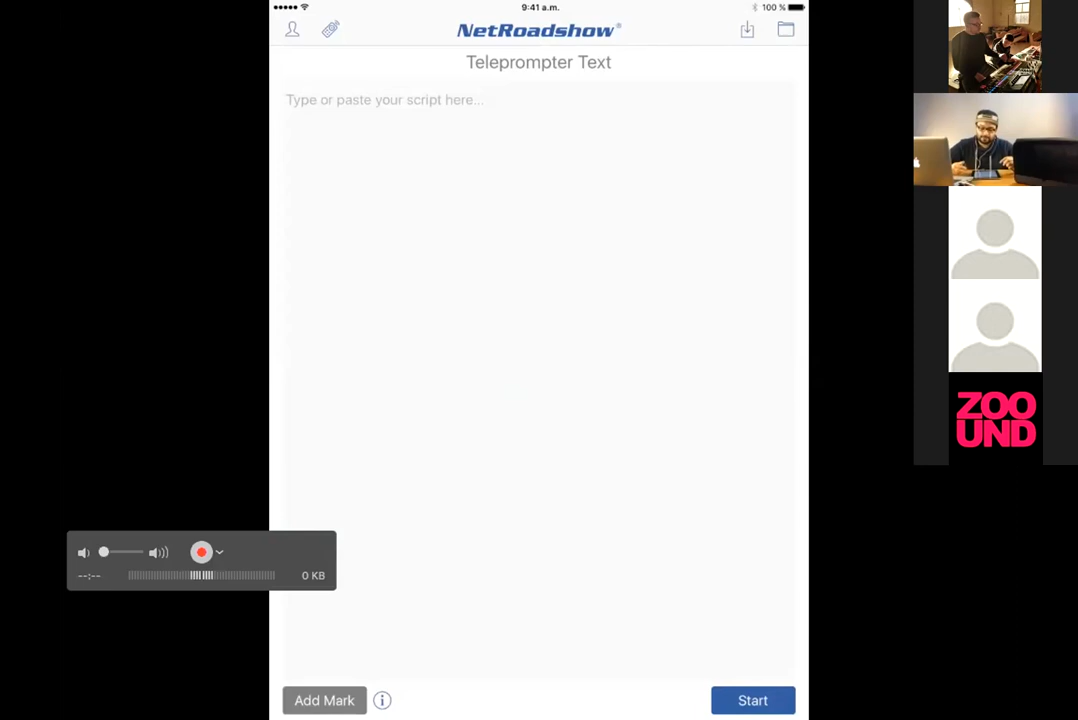 9:41 a.m.
100 %
NetRoadshow®
Teleprompter Text
Type or paste your script here...
ZOO
UND
--:--
0 KB
Add Mark
i
Start